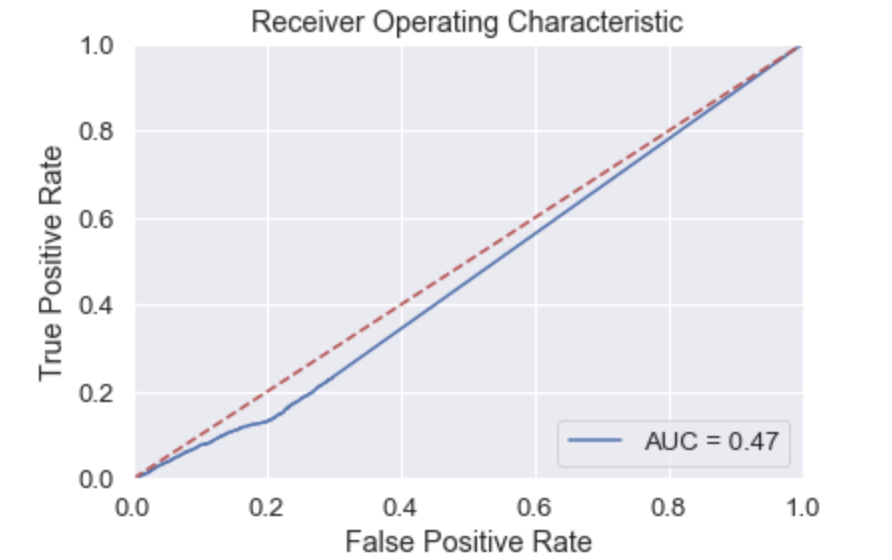 Receiver Operating Characteristic
1.0
0.8
0.6
0.4
0.2
0.0
True Positive Rate
AUC = 0.47
0.0 0.2 0.4 0.6 0.8 1.0
False Positive Rate